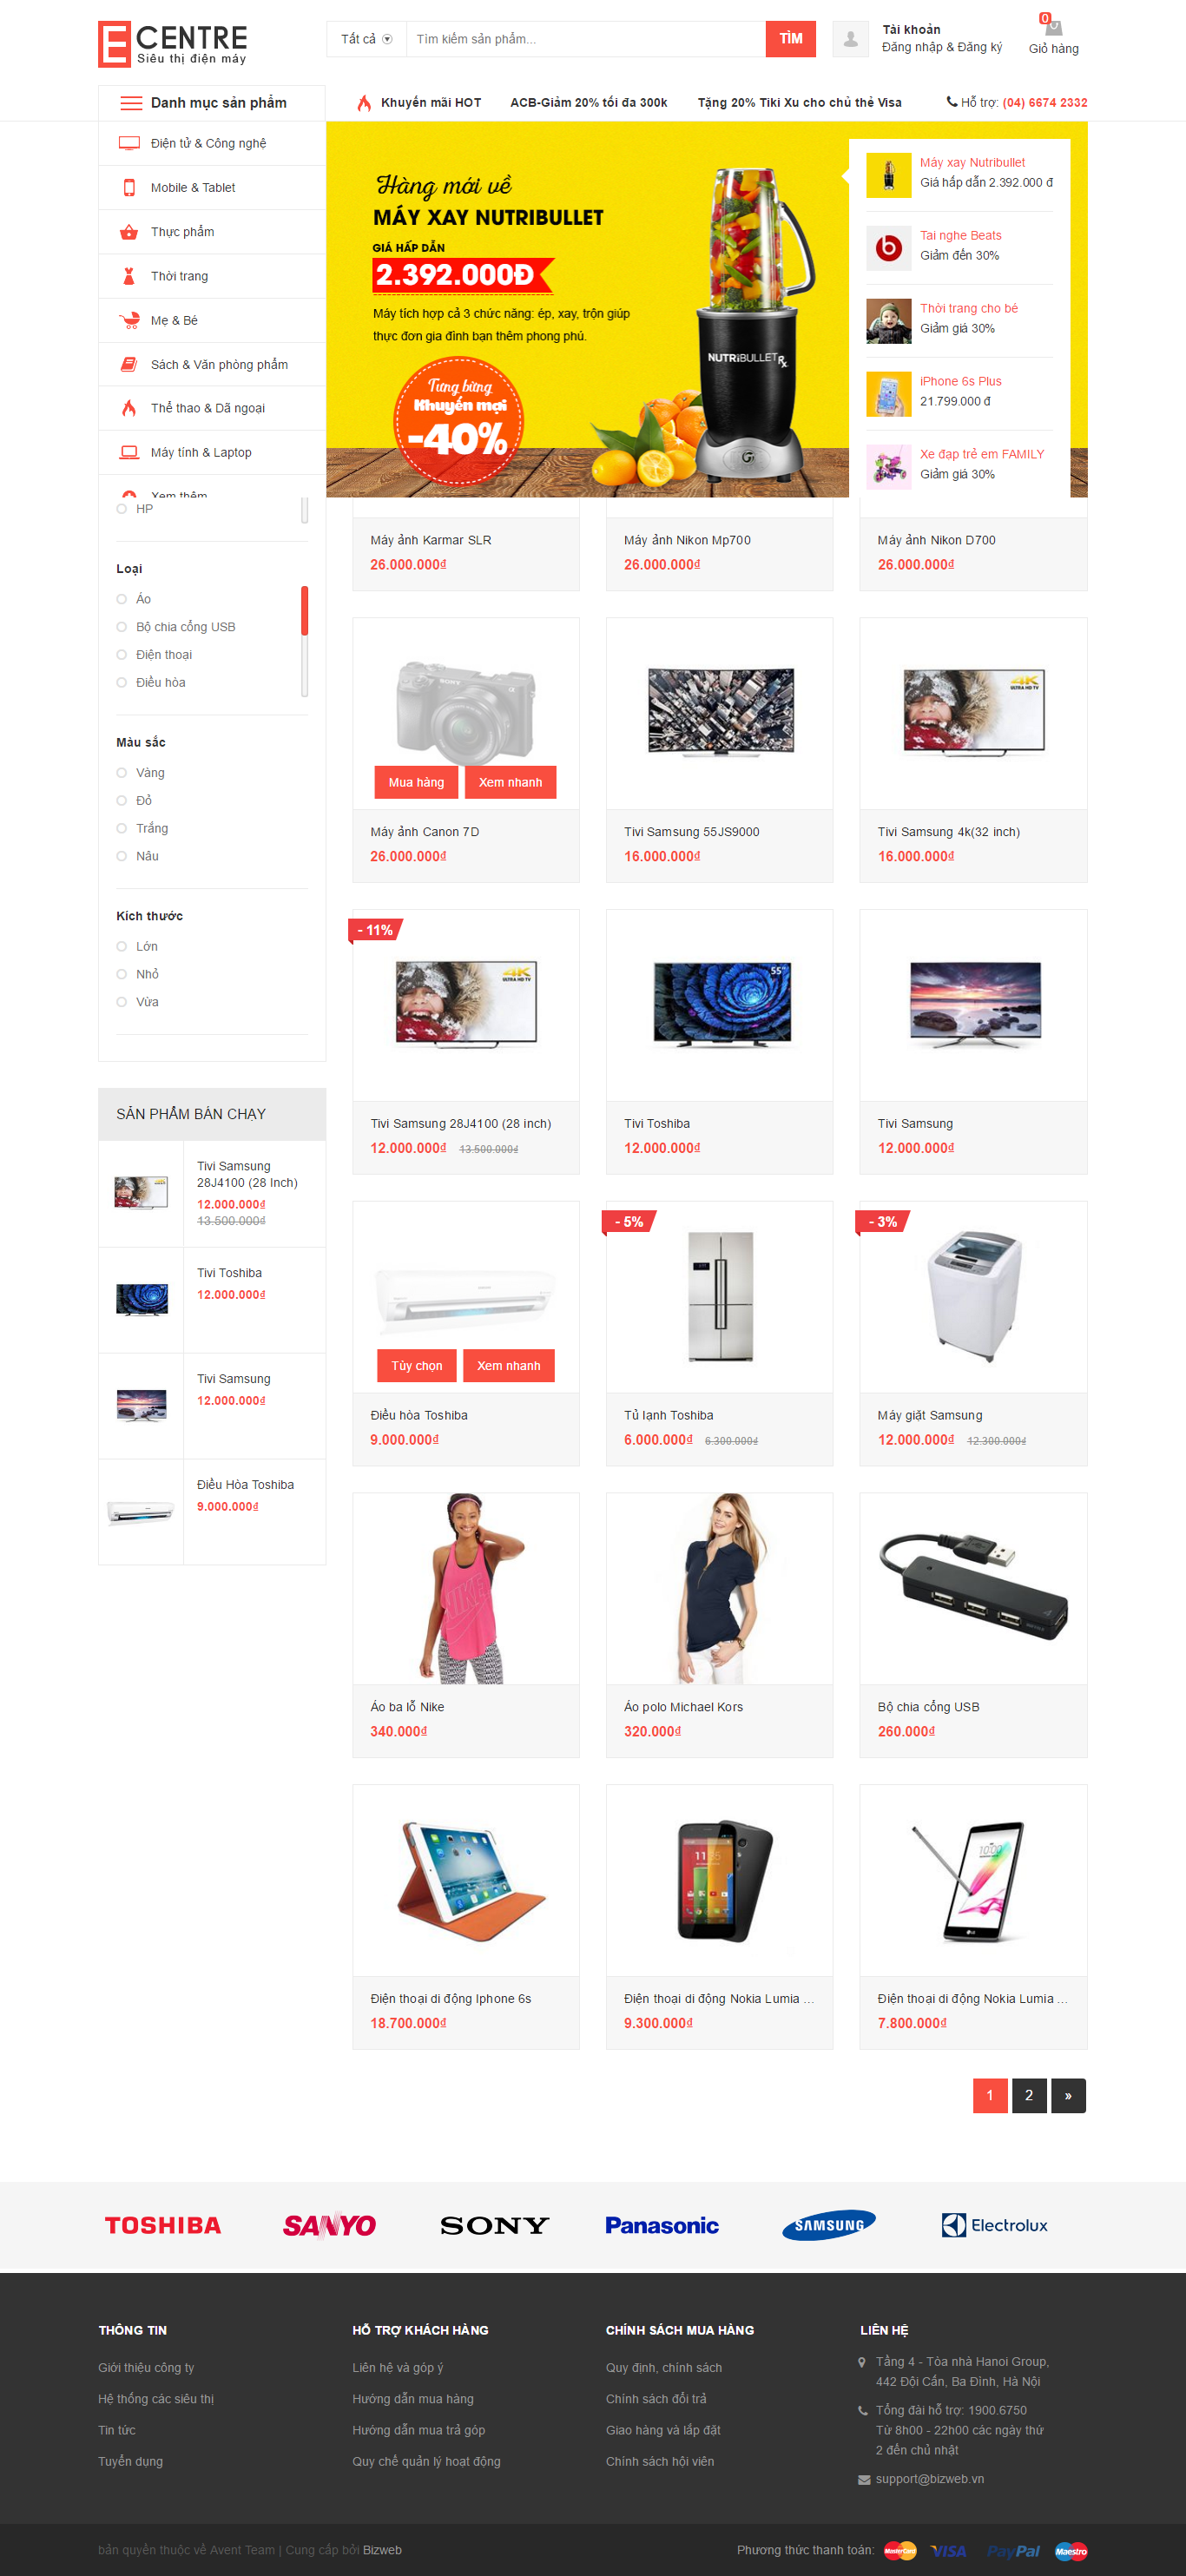 E CENTRE
Siêu thị điện máy
Tất cả
Tìm kiếm sản phẩm...
TÌM
Tài khoản
Đăng nhập & Đăng ký
0
Giỏ hàng
Danh mục sản phẩm
Khuyến mãi HOT
ACB-Giảm 20% tối đa 300k
Tặng 20% Tiki Xu cho chủ thẻ Visa
Hỗ trợ: (04) 6674 2332
Điện tử & Công nghệ
Mobile & Tablet
Thực phẩm
Thời trang
Mẹ & Bé
Sách & Văn phòng phẩm
Thể thao & Dã ngoại
Máy tính & Laptop
Xem thêm
Hàng mới về
MÁY XAY NUTRIBULLET
GIÁ HẤP DẪN
2.392.000Đ
Máy tích hợp cả 3 chức năng: ép, xay, trộn giúp
thực đơn gia đình bạn thêm phong phú.
Tưng bừng
Khuyến mại
-40%
NUTRIBULLET Rx
Máy xay Nutribullet
Giá hấp dẫn 2.392.000 đ
Tai nghe Beats
Giảm đến 30%
Thời trang cho bé
Giảm giá 30%
iPhone 6s Plus
21.799.000 đ
Xe đạp trẻ em FAMILY
Giảm giá 30%
HP
Loại
Áo
Bộ chia cổng USB
Điện thoại
Điều hòa
Màu sắc
Vàng
Đỏ
Trắng
Nâu
Kích thước
Lớn
Nhỏ
Vừa
SẢN PHẨM BÁN CHẠY
Tivi Samsung
28J4100 (28 Inch)
12.000.000₫
13.500.000₫
Tivi Toshiba
12.000.000₫
Tivi Samsung
12.000.000₫
Điều Hòa Toshiba
9.000.000₫
Máy ảnh Karmar SLR
26.000.000₫
Máy ảnh Nikon Mp700
26.000.000₫
Máy ảnh Nikon D700
26.000.000₫
SONY
Mua hàng
Xem nhanh
Máy ảnh Canon 7D
26.000.000₫
Tivi Samsung 55JS9000
16.000.000₫
4K
ULTRA HD TV
Tivi Samsung 4k(32 inch)
16.000.000₫
- 11%
4K
ULTRA HD TV
Tivi Samsung 28J4100 (28 inch)
12.000.000₫ 13.500.000₫
55"
Tivi Toshiba
12.000.000₫
Tivi Samsung
12.000.000₫
Tùy chọn
Xem nhanh
Điều hòa Toshiba
9.000.000₫
- 5%
Tủ lạnh Toshiba
6.000.000₫ 6.300.000₫
- 3%
Máy giặt Samsung
12.000.000₫ 12.300.000₫
NIKE
Áo ba lỗ Nike
340.000₫
Áo polo Michael Kors
320.000₫
Bộ chia cổng USB
260.000₫
Điện thoại di động Iphone 6s
18.700.000₫
Điện thoại di động Nokia Lumia ...
9.300.000₫
Điện thoại di động Nokia Lumia ...
7.800.000₫
1
2
»
TOSHIBA
SANYO
SONY
Panasonic
SAMSUNG
Electrolux
THÔNG TIN
Giới thiệu công ty
Hệ thống các siêu thị
Tin tức
Tuyển dụng
HỖ TRỢ KHÁCH HÀNG
Liên hệ và góp ý
Hướng dẫn mua hàng
Hướng dẫn mua trả góp
Quy chế quản lý hoạt động
CHÍNH SÁCH MUA HÀNG
Quy định, chính sách
Chính sách đổi trả
Giao hàng và lắp đặt
Chính sách hội viên
LIÊN HỆ
Tầng 4 - Tòa nhà Hanoi Group,
442 Đội Cấn, Ba Đình, Hà Nội
Tổng đài hỗ trợ: 1900.6750
Từ 8h00 - 22h00 các ngày thứ
2 đến chủ nhật
support@bizweb.vn
bản quyền thuộc về Avent Team | Cung cấp bởi Bizweb
Phương thức thanh toán:
MasterCard
VISA
PayPal
Maestro